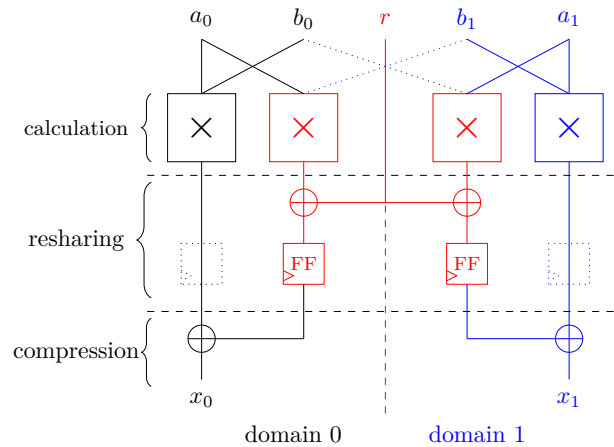 a₀ b₀ r b₁ a₁
calculation × × × ×
resharing
FF FF
compression
x₀ x₁
domain 0 domain 1